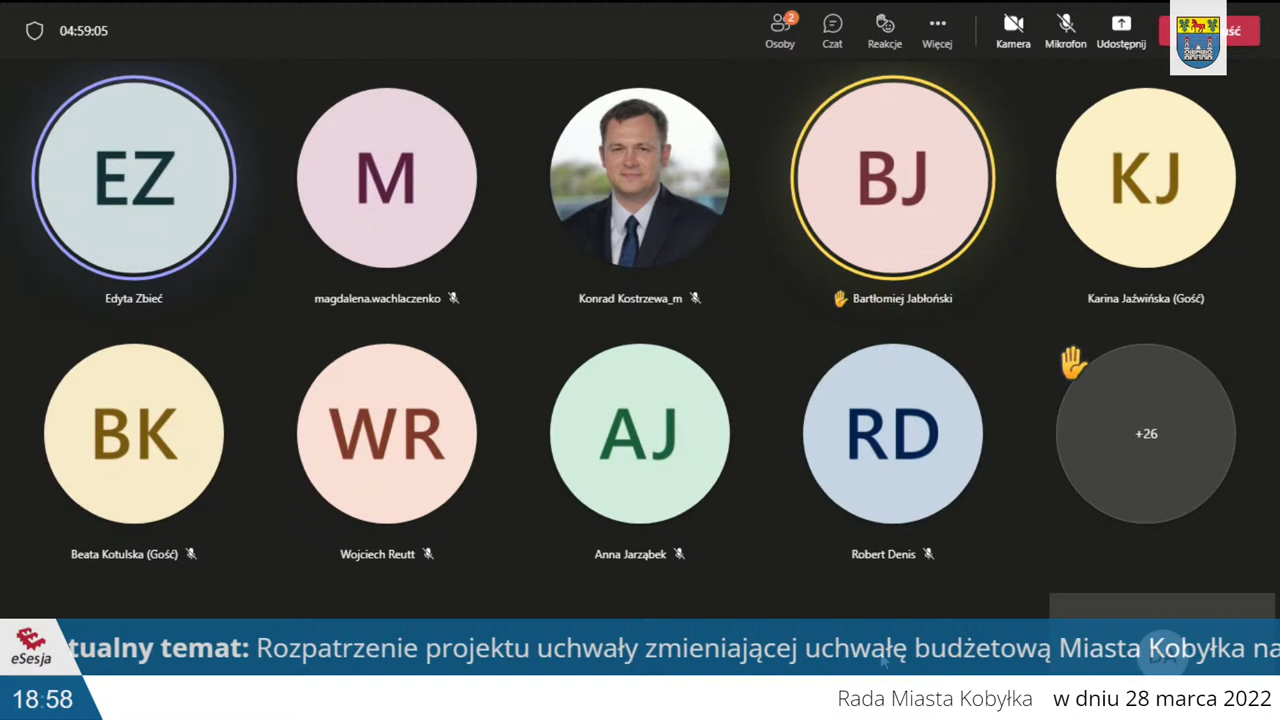 04:59:05
2
Osoby
Czat
Reakcje
Więcej
Kamera
Mikrofon
Udostępnij
ść
EZ
M
BJ
KJ
Edyta Zbieć
magdalena.wachlaczenko
Konrad Kostrzewa_m
Bartłomiej Jabłoński
Karina Jaźwińska (Gość)
BK
WR
AJ
RD
+26
Beata Kotulska (Gość)
Wojciech Reutt
Anna Jarząbek
Robert Denis
eSesja
tualny temat: Rozpatrzenie projektu uchwały zmieniającej uchwałę budżetową Miasta Kobyłka na
18:58
Rada Miasta Kobyłka w dniu 28 marca 2022